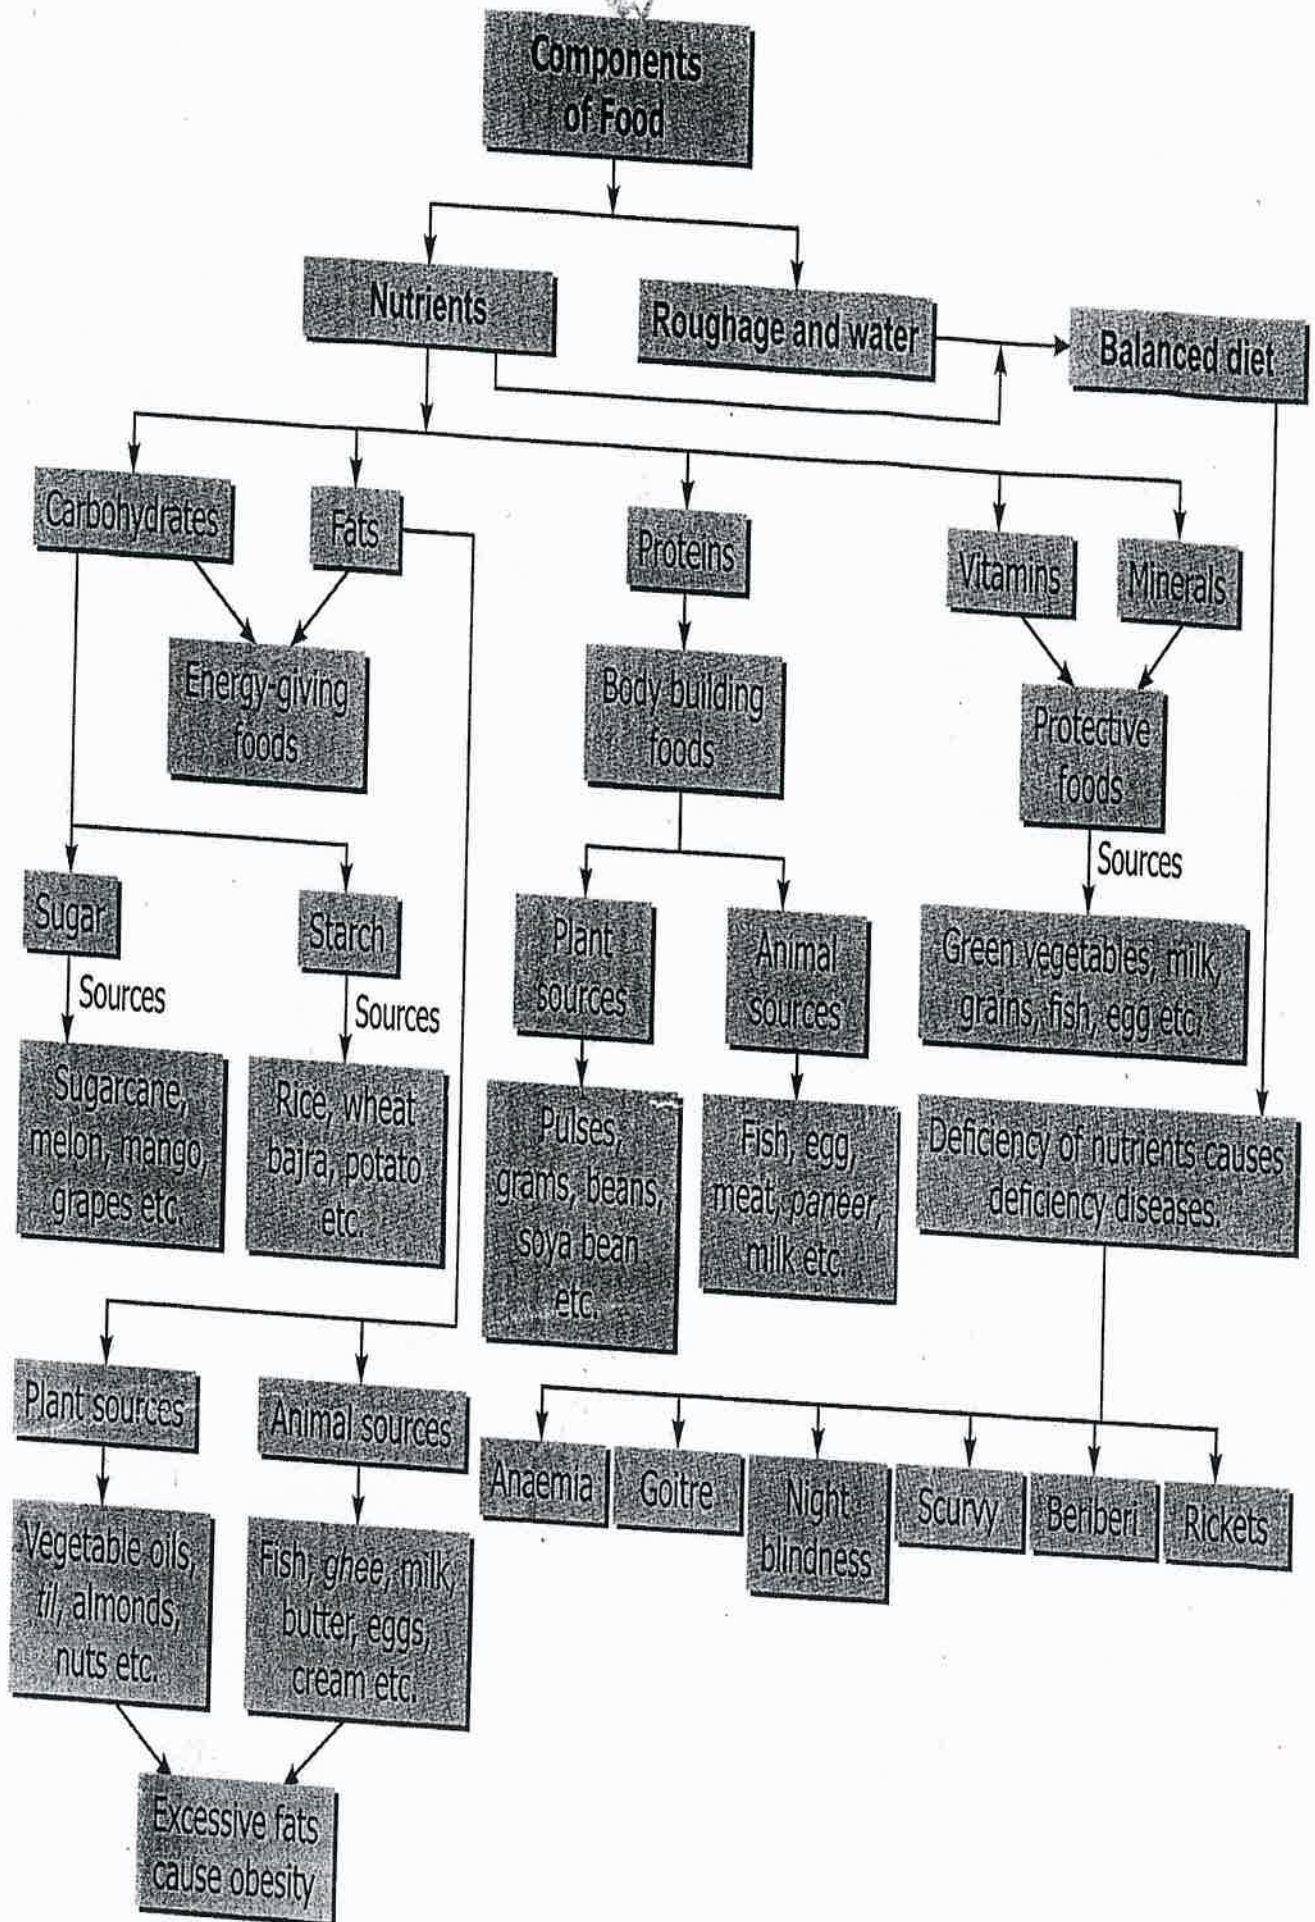 Components
of Food
Nutrients
Roughage and water
Balanced diet
Carbohydrates
Fats
Proteins
Vitamins
Minerals
Energy-giving
foods
Body building
foods
Protective
foods
Sources
Sugar
Starch
Plant
sources
Animal
sources
Green vegetables, milk,
grains, fish, egg etc.
Sources
Sources
Sugarcane,
melon, mango,
grapes etc.
Rice, wheat
bajra, potato
etc.
Pulses,
grams, beans,
soya bean
etc.
Fish, egg,
meat, paneer,
milk etc.
Deficiency of nutrients causes
deficiency diseases.
Plant sources
Animal sources
Anaemia
Goitre
Night
blindness
Scurvy
Beriberi
Rickets
Vegetable oils,
til, almonds,
nuts etc.
Fish, ghee, milk,
butter, eggs,
cream etc.
Excessive fats
cause obesity